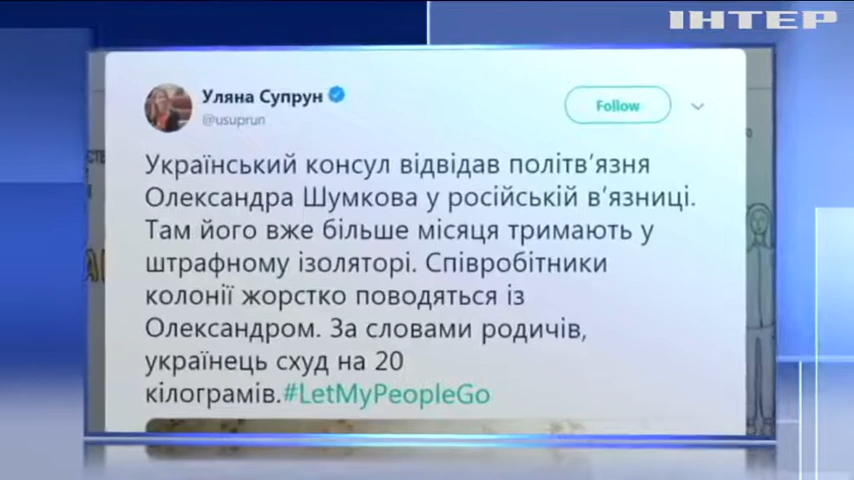 ІНТЕР
Уляна Супрун
@usuprun
Follow
Український консул відвідав політв’язня
Олександра Шумкова у російській в’язниці.
Там його вже більше місяця тримають у
штрафному ізоляторі. Співробітники
колонії жорстко поводяться із
Олександром. За словами родичів,
українець схуд на 20
кілограмів.#LetMyPeopleGo